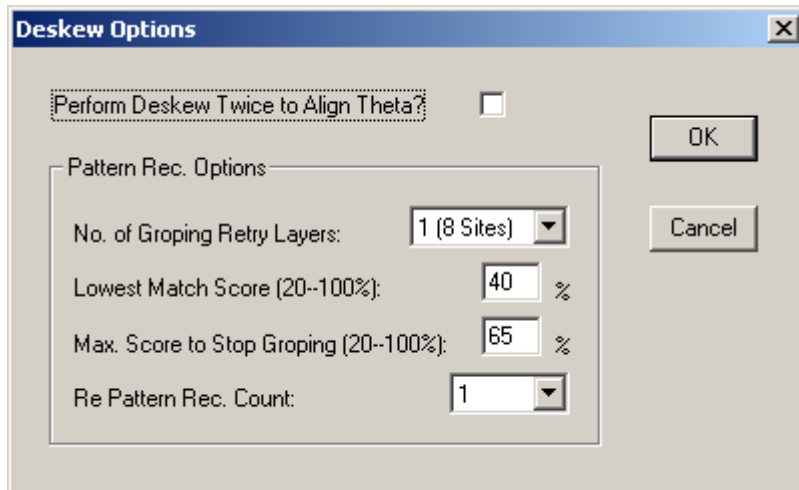 Deskew Options
Perform Deskew Twice to Align Theta?
OK
Pattern Rec. Options
No. of Groping Retry Layers: 1 (8 Sites)
Cancel
Lowest Match Score (20--100%): 40 %
Max. Score to Stop Groping (20--100%): 65 %
Re Pattern Rec. Count: 1